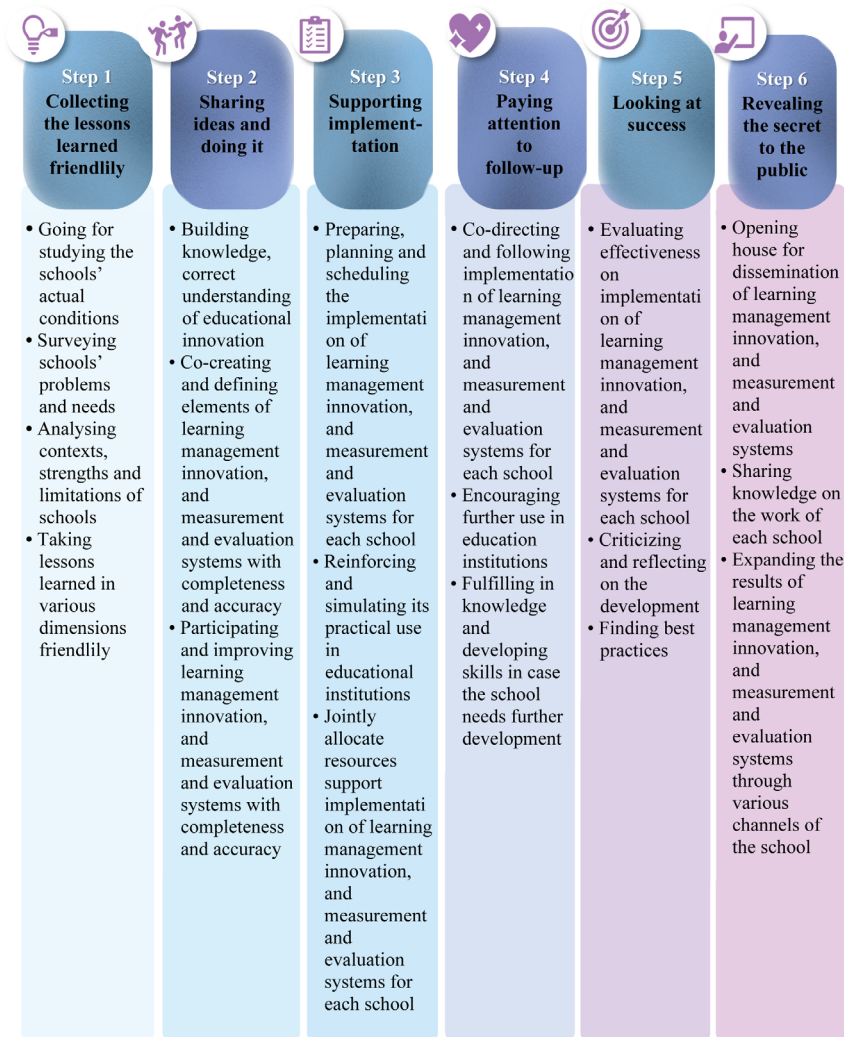 Step 1
Collecting
the lessons
learned
friendlily
• Going for
studying the
schools'
actual
conditions
• Surveying
schools'
problems
and needs
• Analysing
contexts,
strengths and
limitations of
schools
• Taking
lessons
learned in
various
dimensions
friendlily
Step 2
Sharing
ideas and
doing it
• Building
knowledge,
correct
understanding
of educational
innovation
• Co-creating
and defining
elements of
learning
management
innovation,
and
measurement
and evaluation
systems with
completeness
and accuracy
• Participating
and improving
learning
management
innovation,
and
measurement
and evaluation
systems with
completeness
and accuracy
Step 3
Supporting
implemen-
tation
• Preparing,
planning and
scheduling
the
implementati
on of
learning
management
innovation,
and
measurement
and
evaluation
systems for
each school
• Reinforcing
and
simulating its
practical use
in
educational
institutions
• Jointly
allocate
resources
support
implementati
on of learning
management
innovation,
and
measurement
and
evaluation
systems for
each school
Step 4
Paying
attention
to
follow-up
• Co-directing
and following
implementatio
n of learning
management
innovation,
and
measurement
and
evaluation
systems for
each school
• Encouraging
further use in
education
institutions
• Fulfilling in
knowledge
and
developing
skills in case
the school
needs further
development
Step 5
Looking at
success
• Evaluating
effectiveness
on
implementati
on of
learning
management
innovation,
and
measurement
and
evaluation
systems for
each school
• Criticizing
and reflecting
on the
development
• Finding best
practices
Step 6
Revealing
the secret
to the
public
• Opening
house for
dissemination
of learning
management
innovation,
and
measurement
and
evaluation
systems
• Sharing
knowledge on
the work of
each school
• Expanding the
results of
learning
management
innovation,
and
measurement
and
evaluation
systems
through
various
channels of
the school